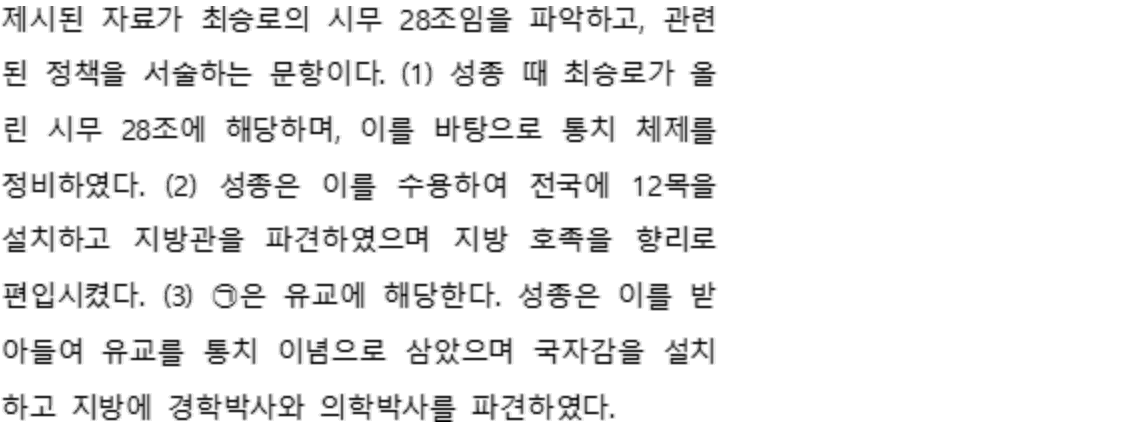 제시된 자료가 최승로의 시무 28조임을 파악하고, 관련
된 정책을 서술하는 문항이다. (1) 성종 때 최승로가 올
린 시무 28조에 해당하며, 이를 바탕으로 통치 체제를
정비하였다. (2) 성종은 이를 수용하여 전국에 12목을
설치하고 지방관을 파견하였으며 지방 호족을 향리로
편입시켰다. (3) ㉠은 유교에 해당한다. 성종은 이를 받
아들여 유교를 통치 이념으로 삼았으며 국자감을 설치
하고 지방에 경학박사와 의학박사를 파견하였다.